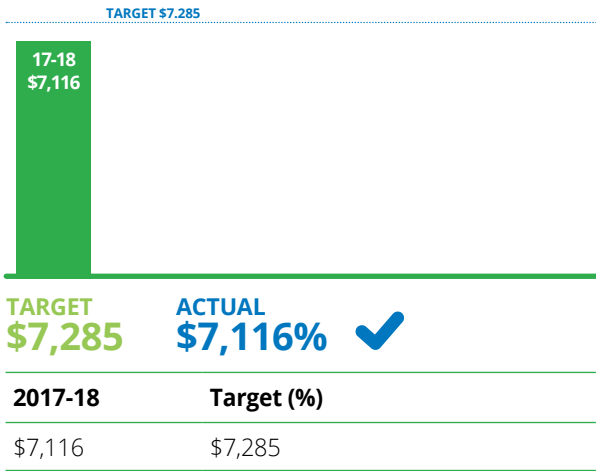 TARGET $7.285
17-18
$7,116
TARGET ACTUAL
$7,285 $7,116%
2017-18 Target (%)
$7,116 $7,285